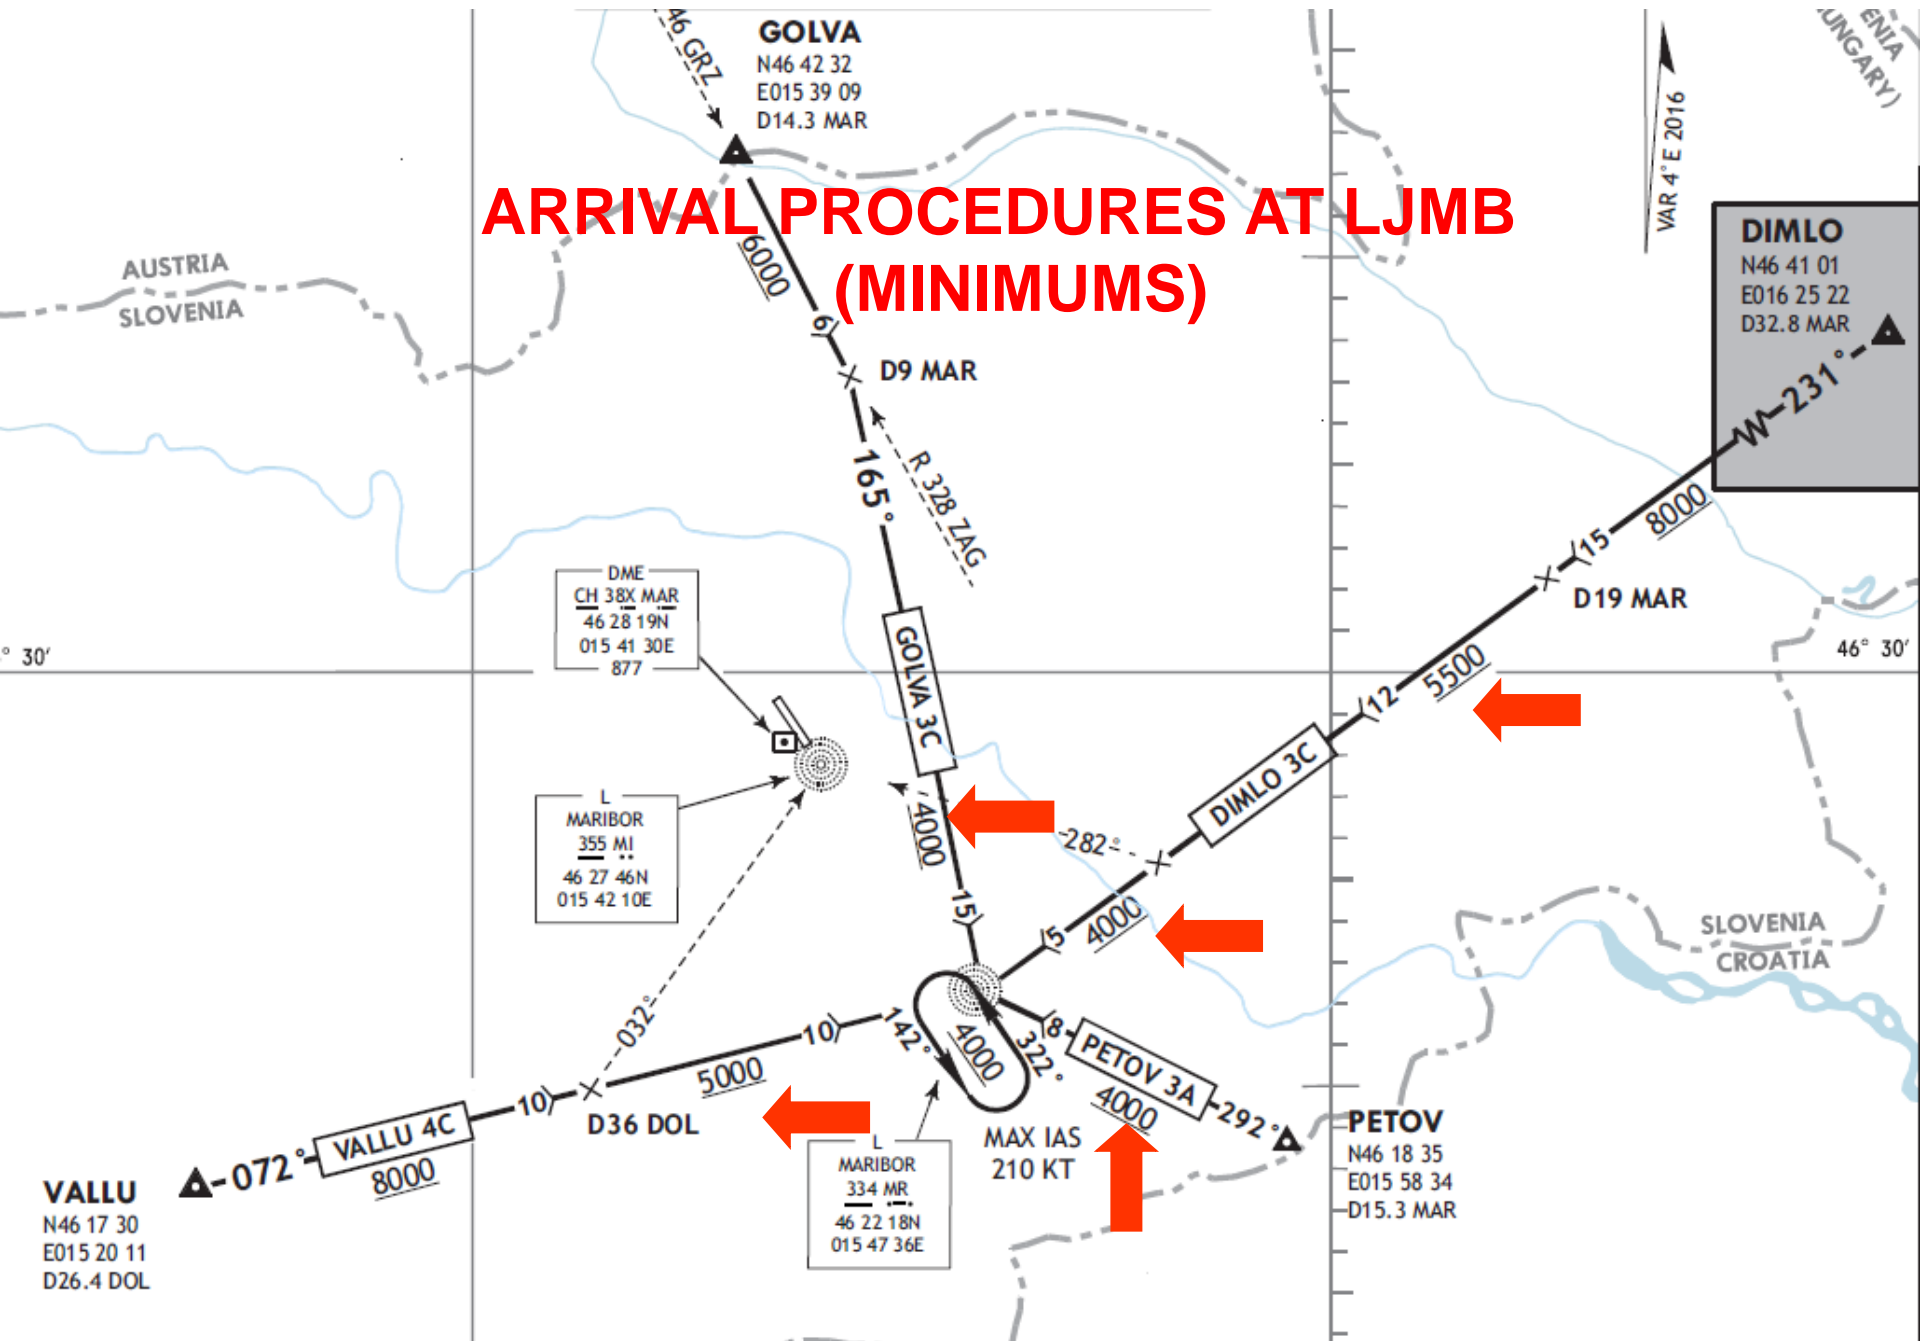 46 GRZ
GOLVA
N46 42 32
E015 39 09
D14.3 MAR
ENIA
UNGARY)
VAR 4° E 2016
ARRIVAL PROCEDURES AT LJMB
(MINIMUMS)
DIMLO
N46 41 01
E016 25 22
D32.8 MAR
231°
AUSTRIA
SLOVENIA
6000
6
D9 MAR
165°
R 328 ZAG
8000
15
D19 MAR
DME
CH 38X MAR
46 28 19N
015 41 30E
877
° 30′
46° 30′
GOLVA 3C
5500
12
DIMLO 3C
L
MARIBOR
355 MI
46 27 46N
015 42 10E
4000
282°
15
5
4000
SLOVENIA
CROATIA
032°
10
142°
4000
322°
8
PETOV 3A
4000
292°
5000
10
D36 DOL
VALLU 4C
072°
8000
MAX IAS
210 KT
PETOV
N46 18 35
E015 58 34
D15.3 MAR
L
MARIBOR
334 MR
46 22 18N
015 47 36E
VALLU
N46 17 30
E015 20 11
D26.4 DOL